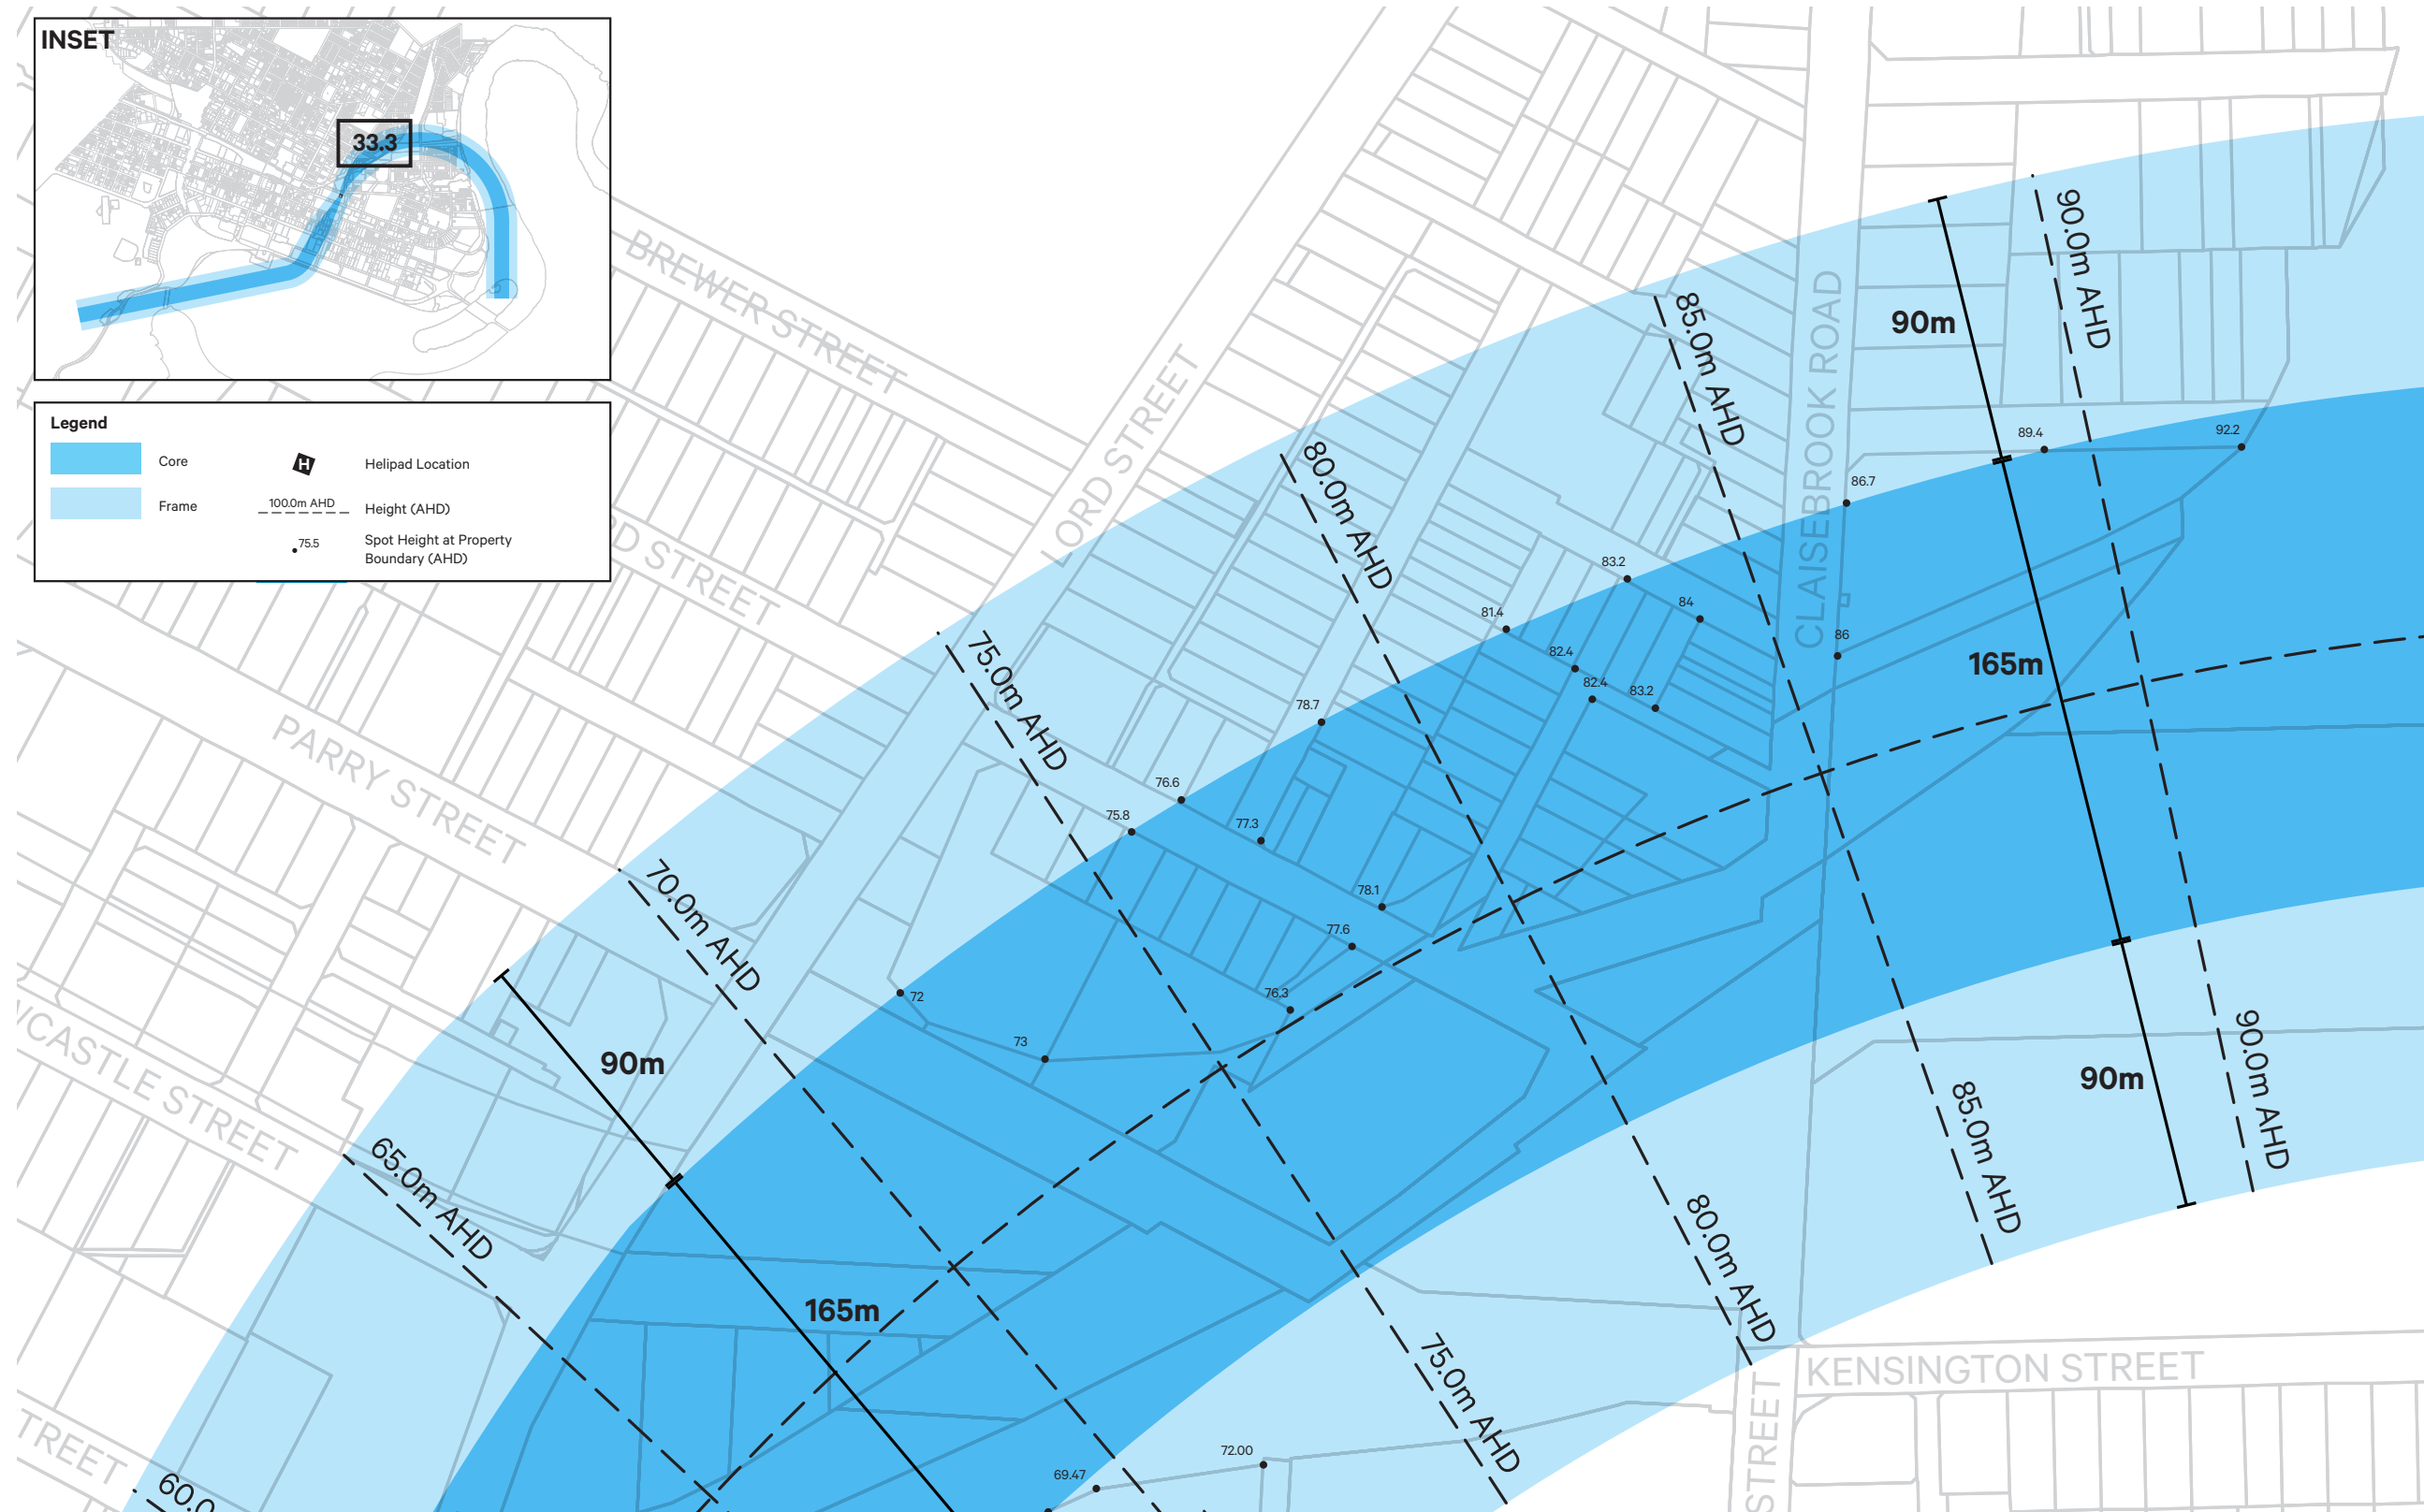 INSET
33.3
Legend
Core
Frame
H
Helipad Location
100.0m AHD
Height (AHD)
75.5
Spot Height at Property
Boundary (AHD)
BREWER STREET
LORD STREET
STREET
PARRY STREET
STREET
CLAISEBROOK ROAD
KENSINGTON STREET
STREET
90.0m AHD
85.0m AHD
80.0m AHD
75.0m AHD
70.0m AHD
65.0m AHD
60.0
90m
165m
90m
90m
165m
89.4
92.2
86.7
86
83.2
84
81.4
82.4
82.4
83.2
78.7
76.6
75.8
77.3
78.1
77.6
76.3
72
73
72.00
69.47
90.0m AHD
85.0m AHD
80.0m AHD
75.0m AHD